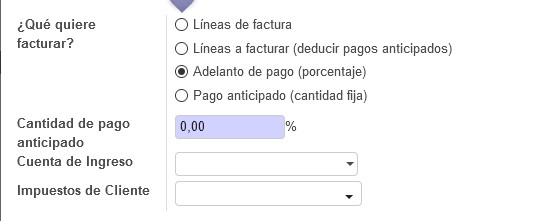 ¿Qué quiere facturar?
Líneas de factura
Líneas a facturar (deducir pagos anticipados)
Adelanto de pago (porcentaje)
Pago anticipado (cantidad fija)
Cantidad de pago anticipado
0,00 %
Cuenta de Ingreso
Impuestos de Cliente